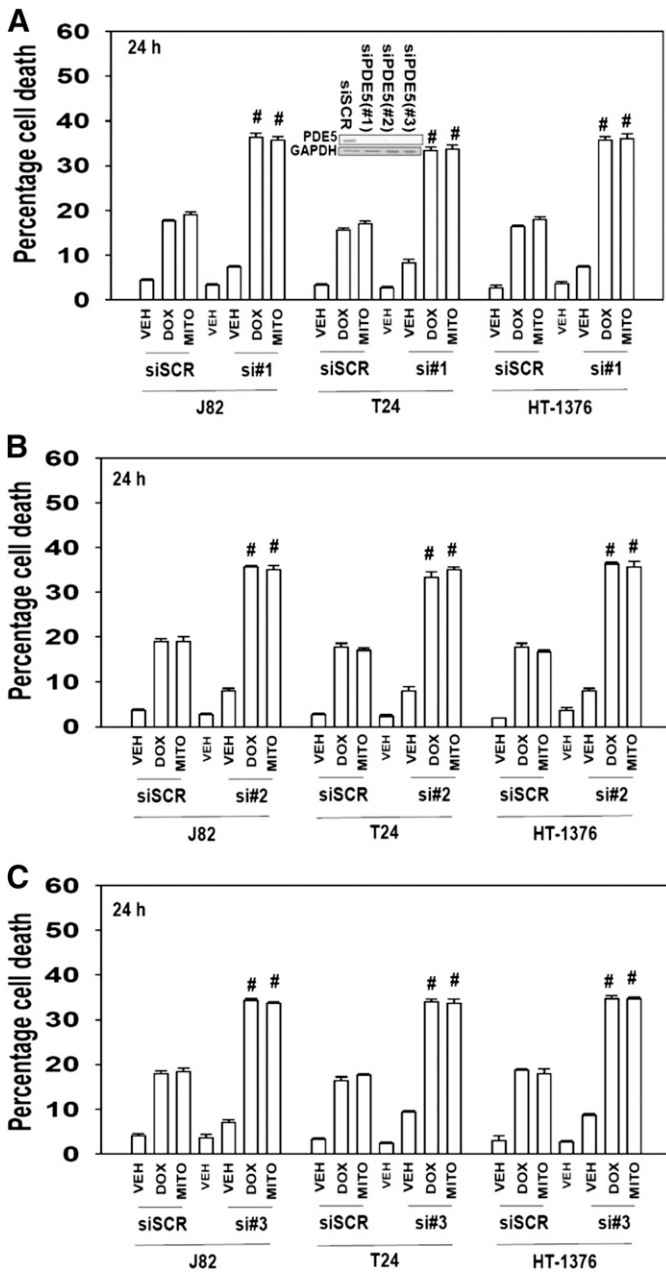 A
60
24 h
50
40
30
20
10
0
Percentage cell death
siSCR
siPDE5(#1)
siPDE5(#2)
siPDE5(#3)
PDE5
GAPDH
# # # # # #
VEH DOX MITO VEH VEH DOX MITO VEH DOX MITO VEH VEH DOX MITO VEH DOX MITO VEH VEH DOX MITO
siSCR si#1 siSCR si#1 siSCR si#1
J82 T24 HT-1376
B
60
24 h
50
40
30
20
10
0
Percentage cell death
# # # # # #
VEH DOX MITO VEH VEH DOX MITO VEH DOX MITO VEH VEH DOX MITO VEH DOX MITO VEH VEH DOX MITO
siSCR si#2 siSCR si#2 siSCR si#2
J82 T24 HT-1376
C
60
24 h
50
40
30
20
10
0
Percentage cell death
# # # # # #
VEH DOX MITO VEH VEH DOX MITO VEH DOX MITO VEH VEH DOX MITO VEH DOX MITO VEH VEH DOX MITO
siSCR si#3 siSCR si#3 siSCR si#3
J82 T24 HT-1376